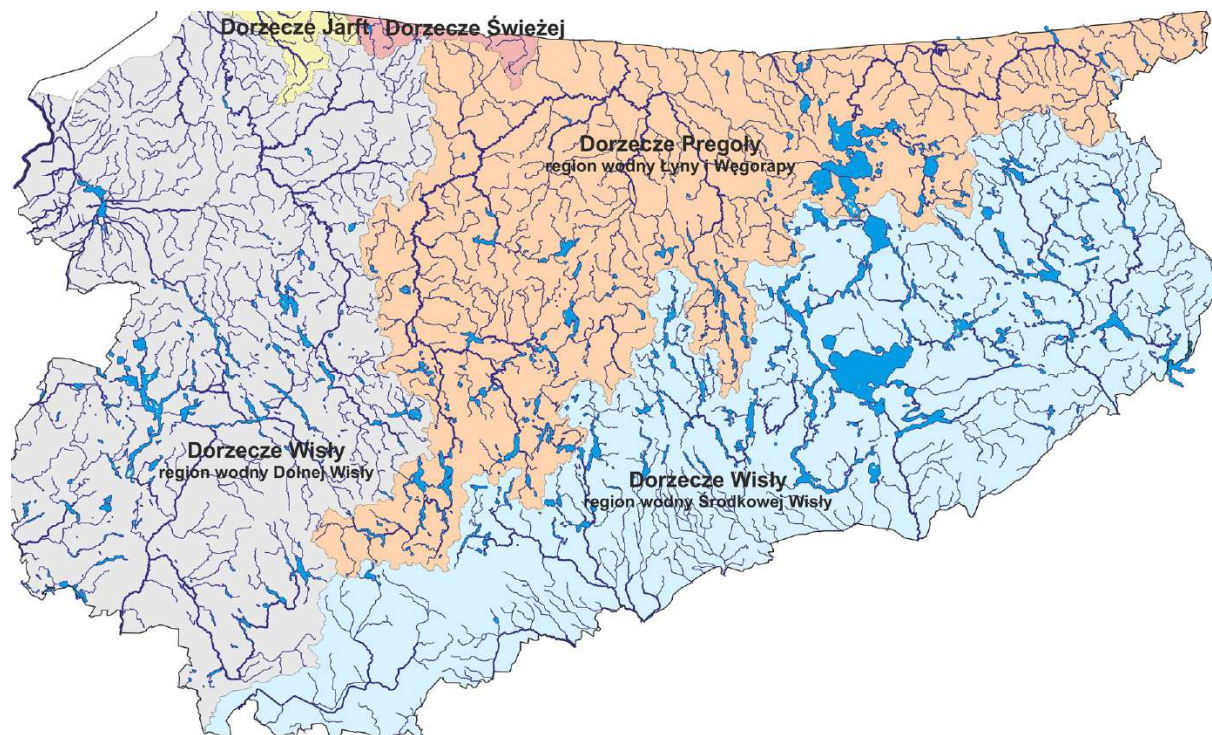 Dorzecze Jarft
Dorzecze Świeżej
Dorzecze Pregoły
region wodny Łyny i Węgorapy
Dorzecze Wisły
region wodny Dolnej Wisły
Dorzecze Wisły
region wodny Środkowej Wisły